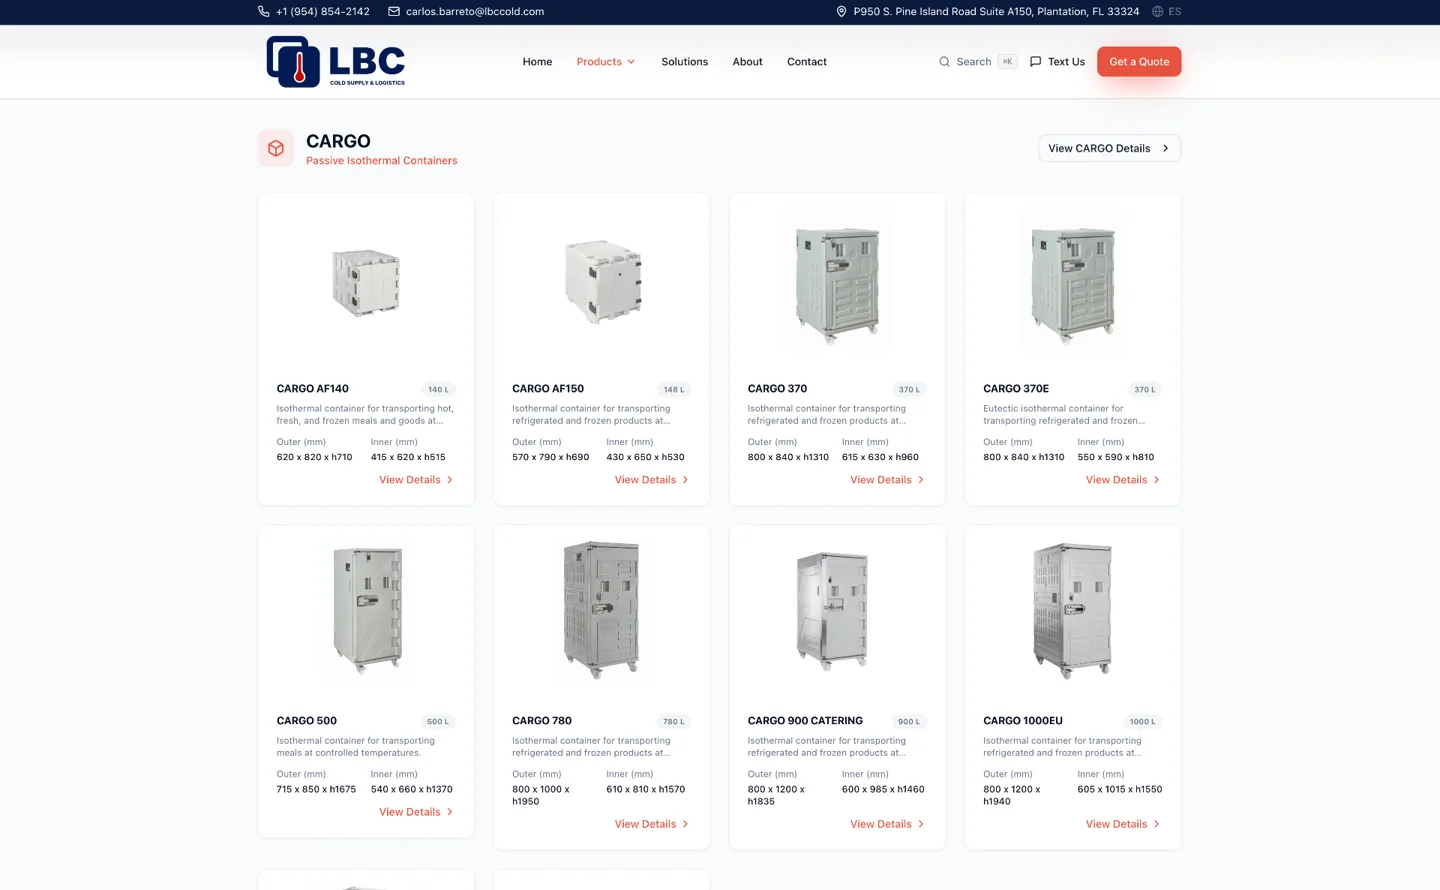 +1 (954) 854-2142
carlos.barreto@lbccold.com
P950 S. Pine Island Road Suite A150, Plantation, FL 33324
ES
LBC
COLD SUPPLY & LOGISTICS
Home
Products
Solutions
About
Contact
Search
⌘K
Text Us
Get a Quote
CARGO
Passive Isothermal Containers
View CARGO Details
CARGO AF140
140 L
Isothermal container for transporting hot,
fresh, and frozen meals and goods at...
Outer (mm)
Inner (mm)
620 x 820 x h710
415 x 620 x h515
View Details
CARGO AF150
148 L
Isothermal container for transporting
refrigerated and frozen products at...
Outer (mm)
Inner (mm)
570 x 790 x h690
430 x 650 x h530
View Details
CARGO 370
370 L
Isothermal container for transporting
refrigerated and frozen products at...
Outer (mm)
Inner (mm)
800 x 840 x h1310
615 x 630 x h960
View Details
CARGO 370E
370 L
Eutectic isothermal container for
transporting refrigerated and frozen...
Outer (mm)
Inner (mm)
800 x 840 x h1310
550 x 590 x h810
View Details
CARGO 500
500 L
Isothermal container for transporting
meals at controlled temperatures.
Outer (mm)
Inner (mm)
715 x 850 x h1675
540 x 660 x h1370
View Details
CARGO 780
780 L
Isothermal container for transporting
refrigerated and frozen products at...
Outer (mm)
Inner (mm)
800 x 1000 x
h1950
610 x 810 x h1570
View Details
CARGO 900 CATERING
900 L
Isothermal container for transporting
refrigerated and frozen products at...
Outer (mm)
Inner (mm)
800 x 1200 x
h1835
600 x 985 x h1460
View Details
CARGO 1000EU
1000 L
Isothermal container for transporting
refrigerated and frozen products at...
Outer (mm)
Inner (mm)
800 x 1200 x
h1940
605 x 1015 x h1550
View Details